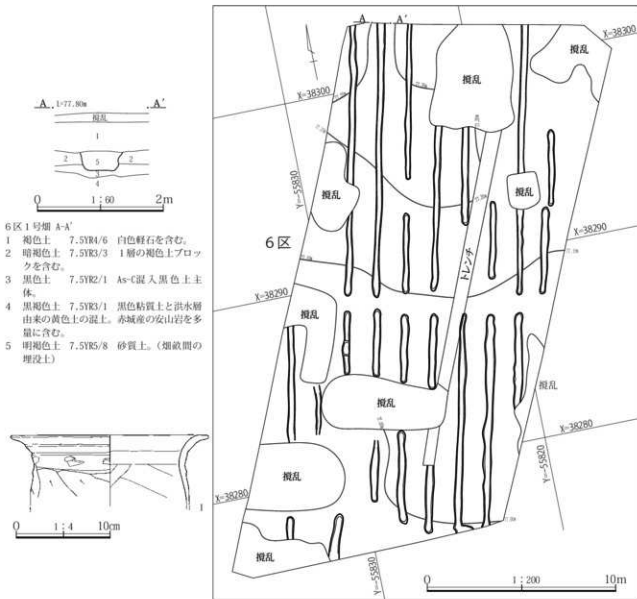 A L=77.80m A′
撹乱
1
2 5 2
3
4
0 1:60 2m
6区1号畑 A-A′
1 褐色土 7.5YR4/6 白色軽石を含む。
2 暗褐色土 7.5YR3/3 1層の褐色土ブロッ
クを含む。
3 黒色土 7.5YR2/1 As-C混入黒色土主
体。
4 黒褐色土 7.5YR3/1 黒色粘質土と洪水層
由来の黄色土の混土。赤城産の安山岩を多
量に含む。
5 明褐色土 7.5YR5/8 砂質土。(畑畝間の
埋没土)
1
0 1:4 10cm
A A′
X=38300
撹乱
撹乱
X=38300
Y=-55830
撹乱
撹乱
6区
X=38290
トレンチ
X=38290
撹乱
撹乱
撹乱
X=38280
Y=-55820
撹乱
X=38280
撹乱
Y=-55830
0 1:200 10m